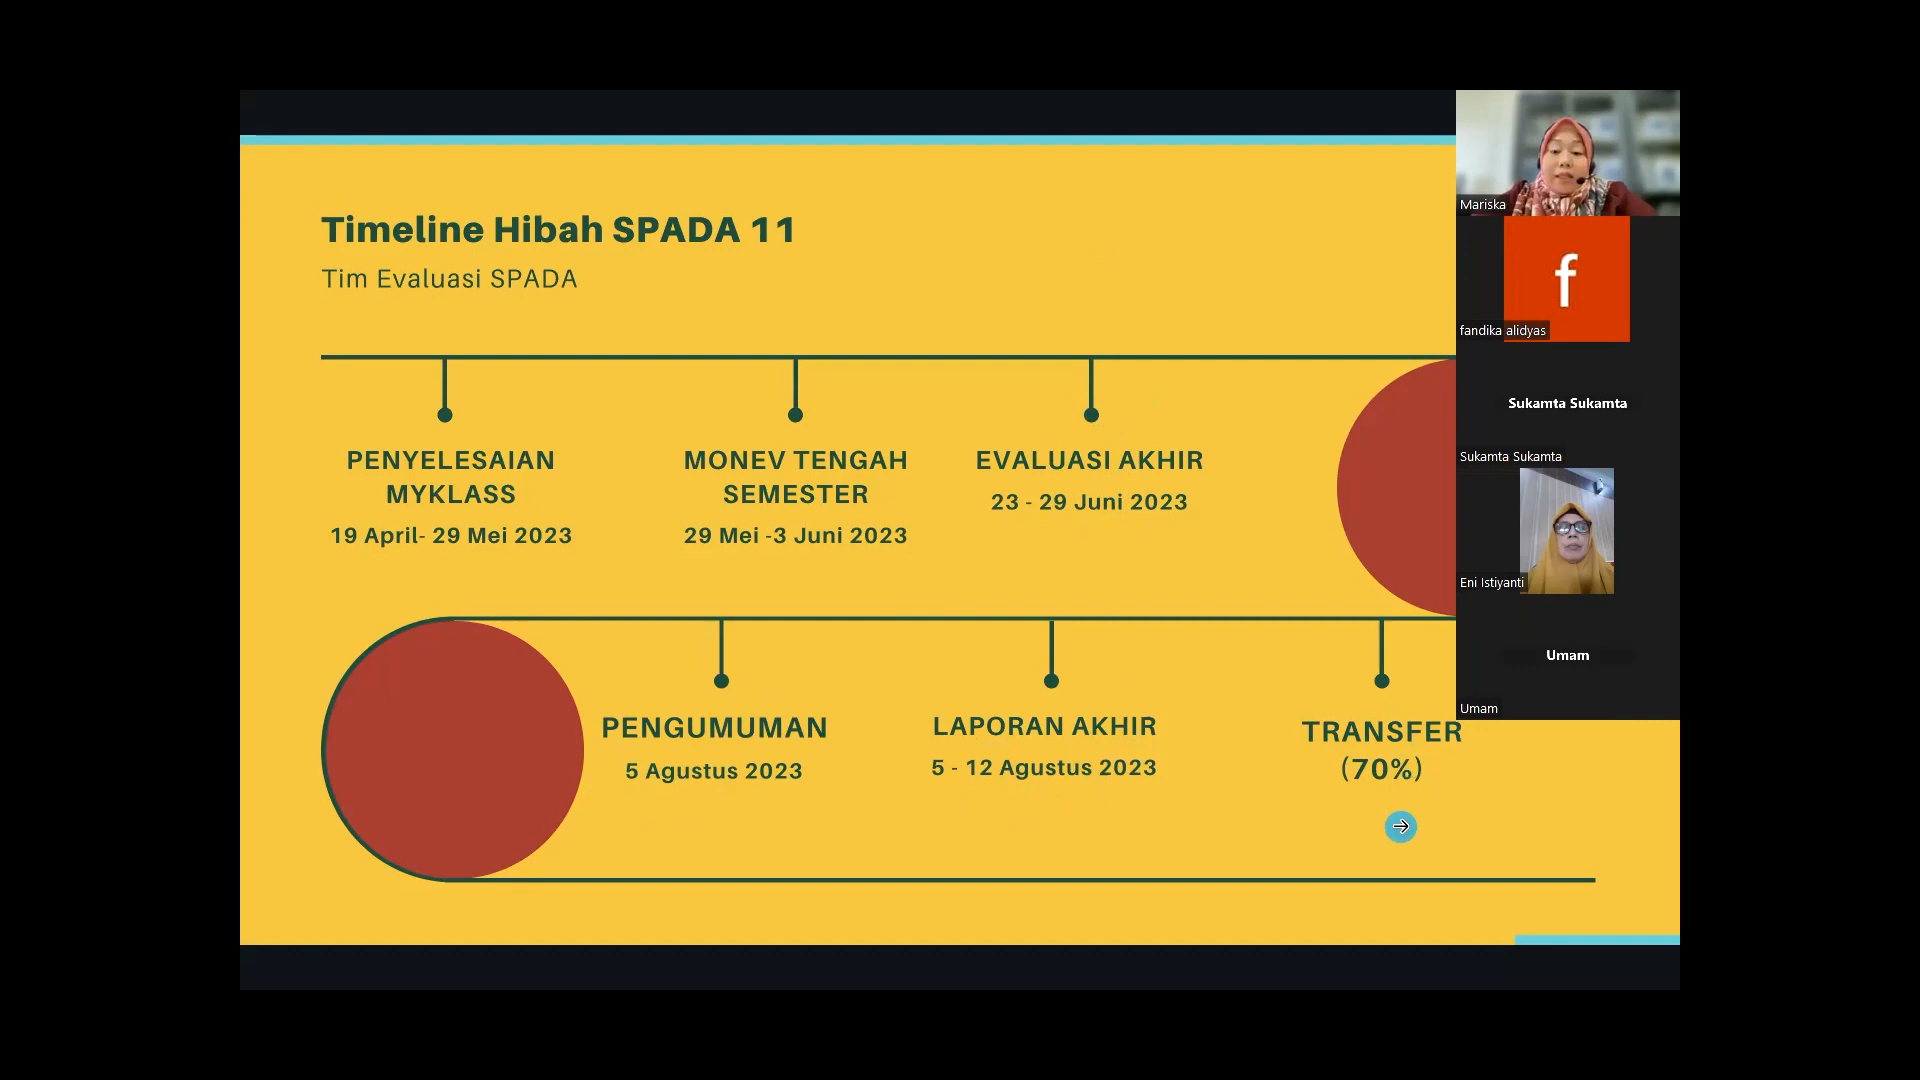 Timeline Hibah SPADA 11
Tim Evaluasi SPADA
PENYELESAIAN
MYKLASS
19 April- 29 Mei 2023
MONEV TENGAH
SEMESTER
29 Mei -3 Juni 2023
EVALUASI AKHIR
23 - 29 Juni 2023
PENGUMUMAN
5 Agustus 2023
LAPORAN AKHIR
5 - 12 Agustus 2023
TRANSFER
(70%)
Mariska
f
fandika alidyas
Sukamta Sukamta
Sukamta Sukamta
Eni Istiyanti
Umam
Umam